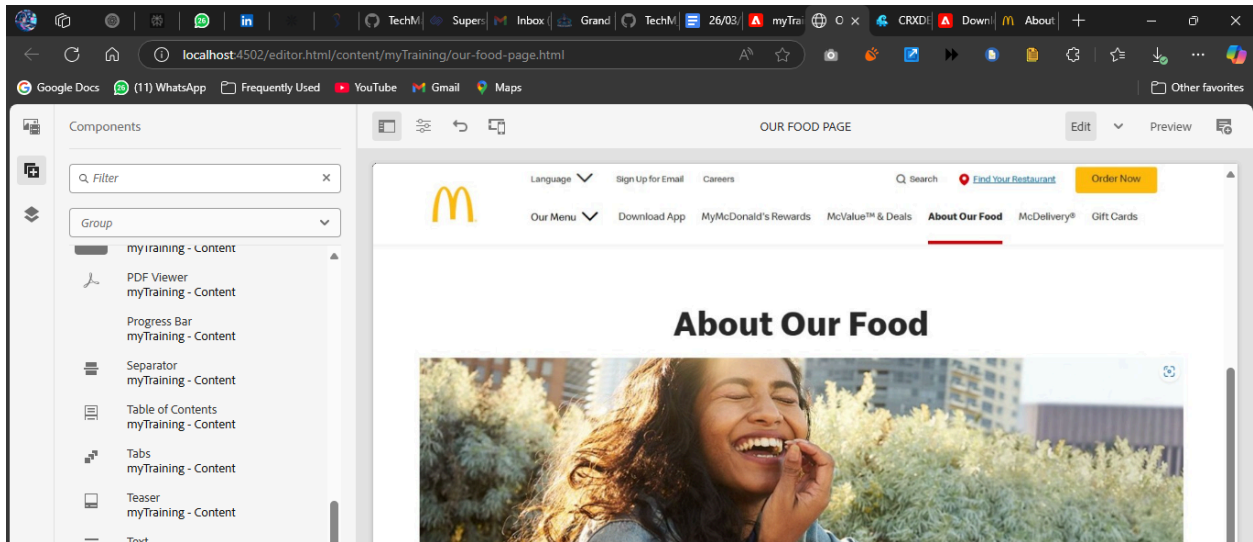 TechM
Supers
Inbox (
Grand
TechM
26/03/
myTrai
O
CRXDE
Downl
About
localhost:4502/editor.html/content/myTraining/our-food-page.html
Google Docs
(11) WhatsApp
Frequently Used
YouTube
Gmail
Maps
Other favorites
Components
OUR FOOD PAGE
Edit
Preview
Filter
Group
myTraining - Content
PDF Viewer
myTraining - Content
Progress Bar
myTraining - Content
Separator
myTraining - Content
Table of Contents
myTraining - Content
Tabs
myTraining - Content
Teaser
myTraining - Content
Text
Language
Sign Up for Email
Careers
Search
Find Your Restaurant
Order Now
Our Menu
Download App
MyMcDonald's Rewards
McValue™ & Deals
About Our Food
McDelivery®
Gift Cards
About Our Food